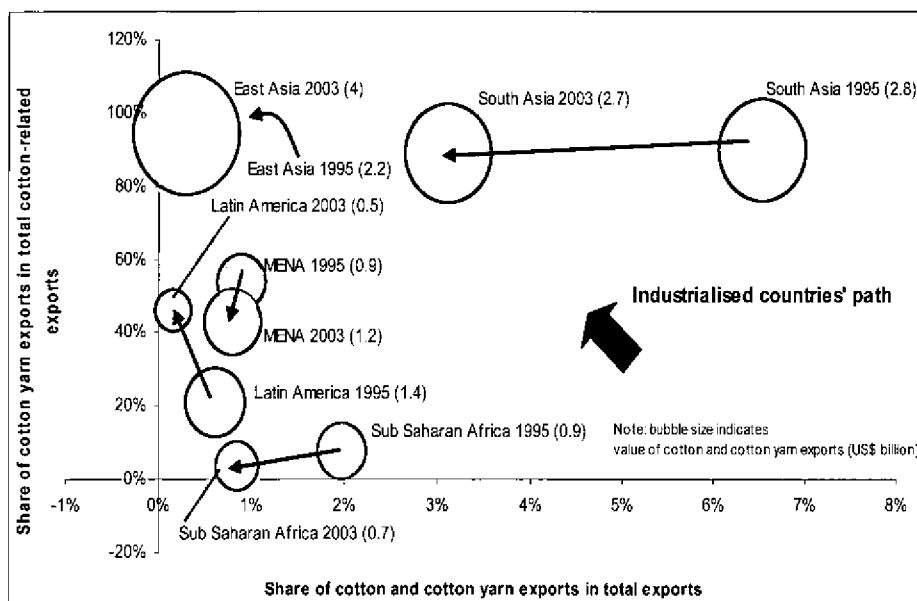 Share of cotton yarn exports in total cotton-related
exports
120%
100%
80%
60%
40%
20%
-0%
-20%
-1%
0%
1%
2%
3%
4%
5%
6%
7%
8%
East Asia 2003 (4)
East Asia 1995 (2.2)
South Asia 2003 (2.7)
South Asia 1995 (2.8)
Latin America 2003 (0.5)
MENA 1995 (0.9)
MENA 2003 (1.2)
Industrialised countries' path
Latin America 1995 (1.4)
Sub Saharan Africa 1995 (0.9)
Note: bubble size indicates
value of cotton and cotton yarn exports (US$ billion)
Sub Saharan Africa 2003 (0.7)
Share of cotton and cotton yarn exports in total exports